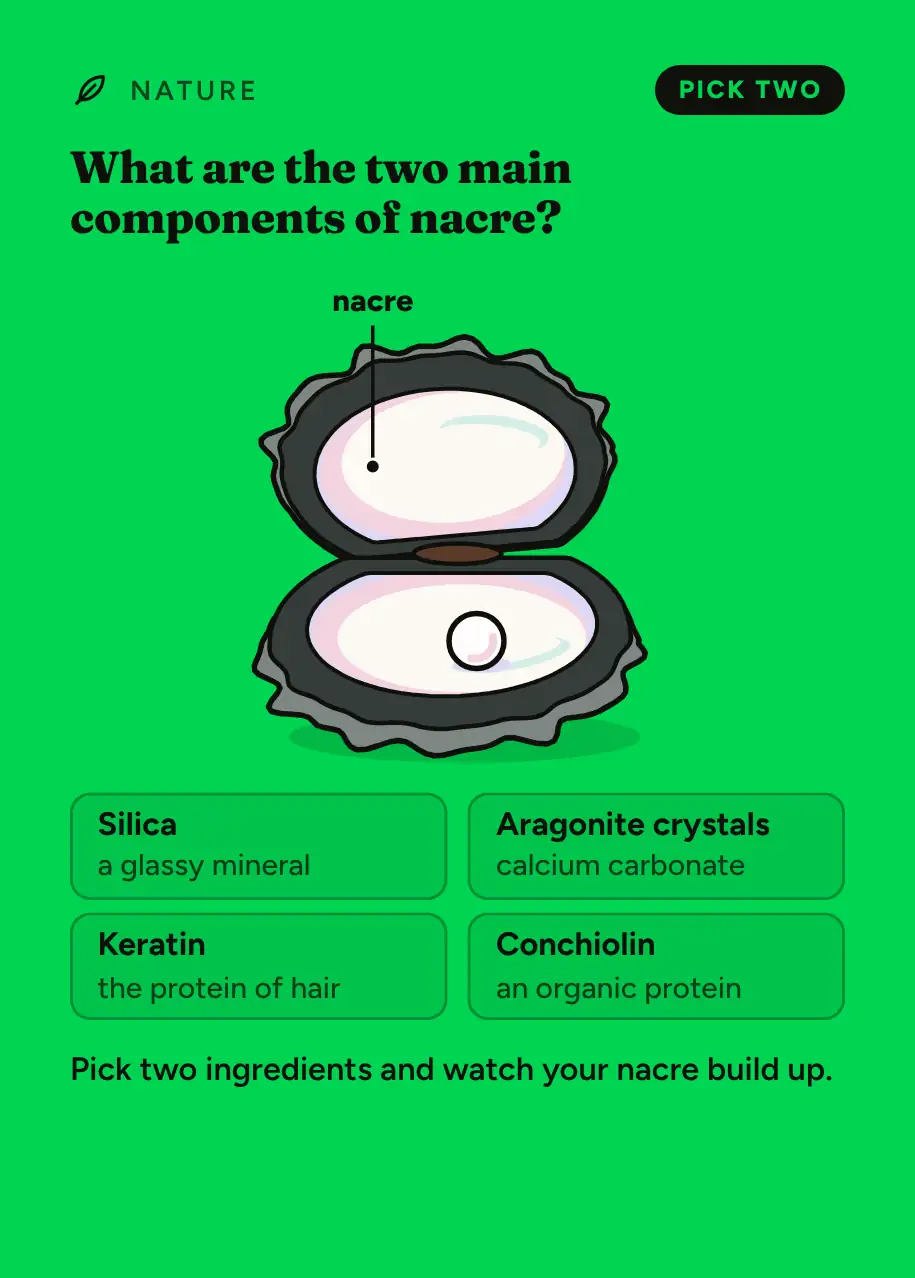 NATURE
PICK TWO
What are the two main
components of nacre?
nacre
Silica
a glassy mineral
Aragonite crystals
calcium carbonate
Keratin
the protein of hair
Conchiolin
an organic protein
Pick two ingredients and watch your nacre build up.